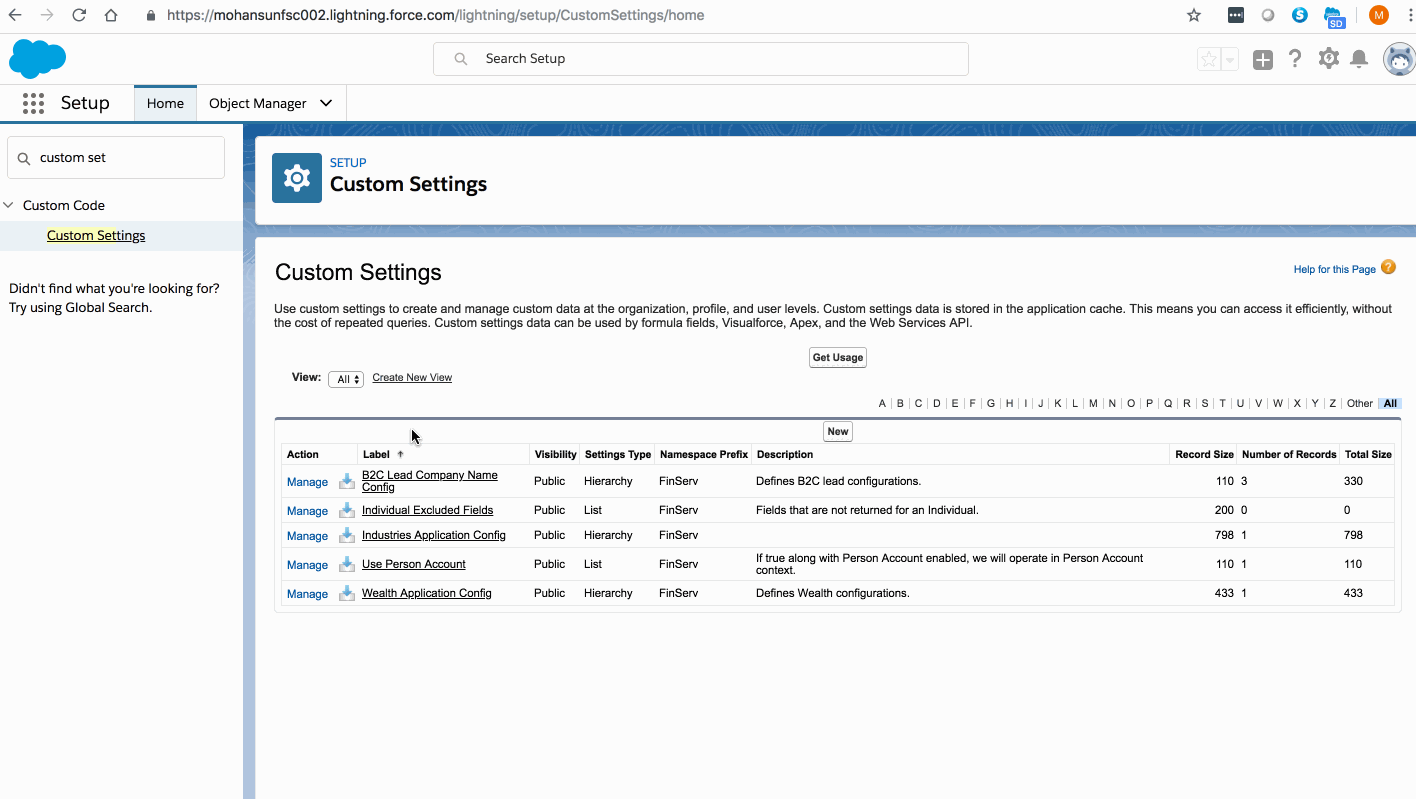 https://mohansunfsc002.lightning.force.com/lightning/setup/CustomSettings/home
SD
M
Search Setup
Setup
Home
Object Manager
custom set
Custom Code
Custom Settings
Didn't find what you're looking for?
Try using Global Search.
SETUP
Custom Settings
Custom Settings
Help for this Page ?
Use custom settings to create and manage custom data at the organization, profile, and user levels. Custom settings data is stored in the application cache. This means you can access it efficiently, without
the cost of repeated queries. Custom settings data can be used by formula fields, Visualforce, Apex, and the Web Services API.
Get Usage
View: All Create New View
A | B | C | D | E | F | G | H | I | J | K | L | M | N | O | P | Q | R | S | T | U | V | W | X | Y | Z | Other | All
New
Action Label Visibility Settings Type Namespace Prefix Description Record Size Number of Records Total Size
Manage B2C Lead Company Name
Config Public Hierarchy FinServ Defines B2C lead configurations. 110 3 330
Manage Individual Excluded Fields Public List FinServ Fields that are not returned for an Individual. 200 0 0
Manage Industries Application Config Public Hierarchy FinServ 798 1 798
Manage Use Person Account Public List FinServ If true along with Person Account enabled, we will operate in Person Account
context. 110 1 110
Manage Wealth Application Config Public Hierarchy FinServ Defines Wealth configurations. 433 1 433